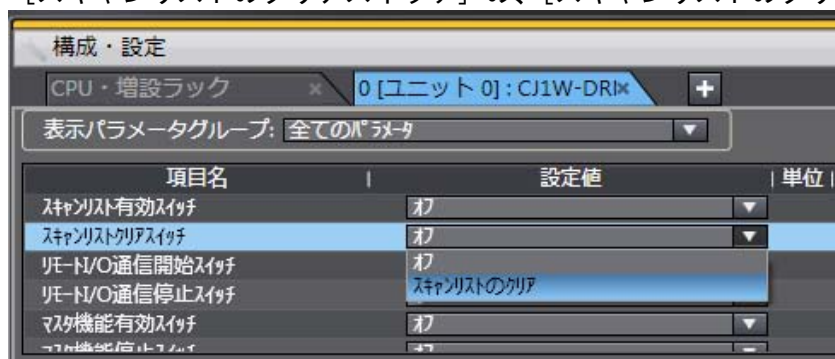 構成・設定
CPU・増設ラック
0 [ユニット 0] : CJ1W-DRM
表示パラメータグループ: 全てのﾊﾟﾗﾒｰﾀ
項目名 設定値 単位
ｽｷｬﾝﾘｽﾄ有効ｽｲｯﾁ ｵﾌ
ｽｷｬﾝﾘｽﾄｸﾘｱｽｲｯﾁ ｵﾌ
ﾘﾓｰﾄI/O通信開始ｽｲｯﾁ ｵﾌ
ﾘﾓｰﾄI/O通信停止ｽｲｯﾁ ｽｷｬﾝﾘｽﾄのｸﾘｱ
ﾏｽﾀ機能有効ｽｲｯﾁ ｵﾌ